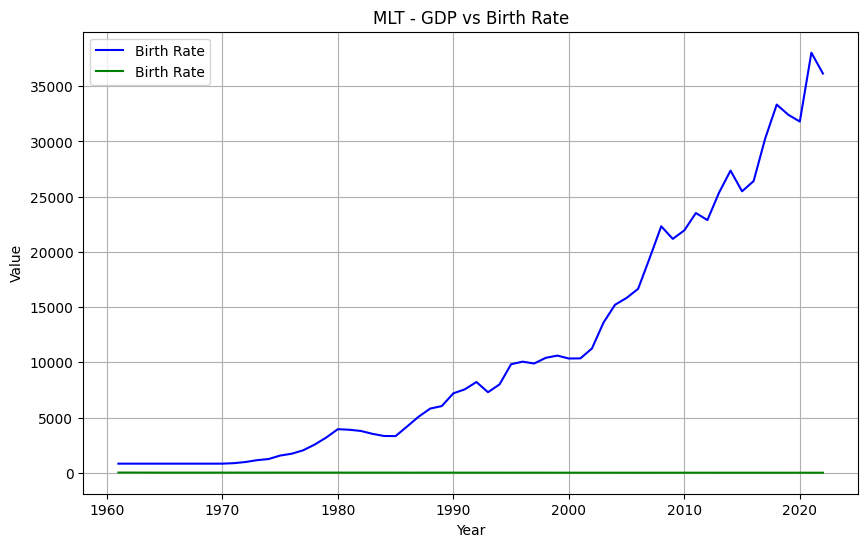 MLT - GDP vs Birth Rate
Birth Rate
Birth Rate
Value
35000
30000
25000
20000
15000
10000
5000
0
1960 1970 1980 1990 2000 2010 2020
Year